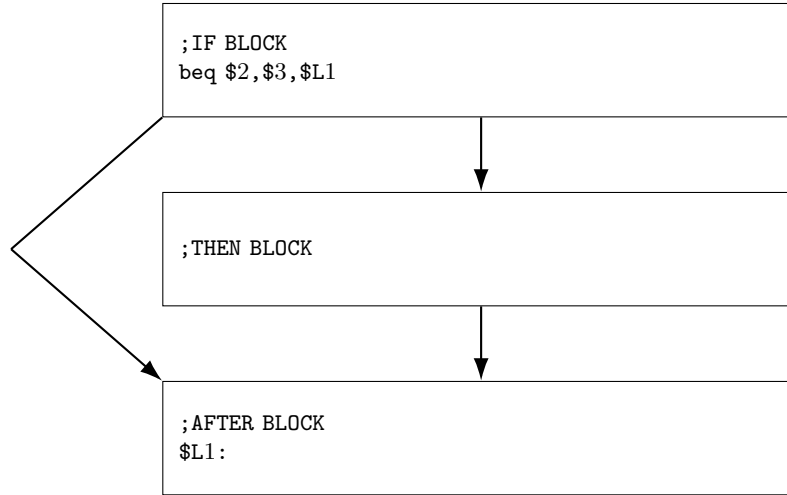 ;IF BLOCK
beq $2,$3,$L1
;THEN BLOCK
;AFTER BLOCK
$L1: